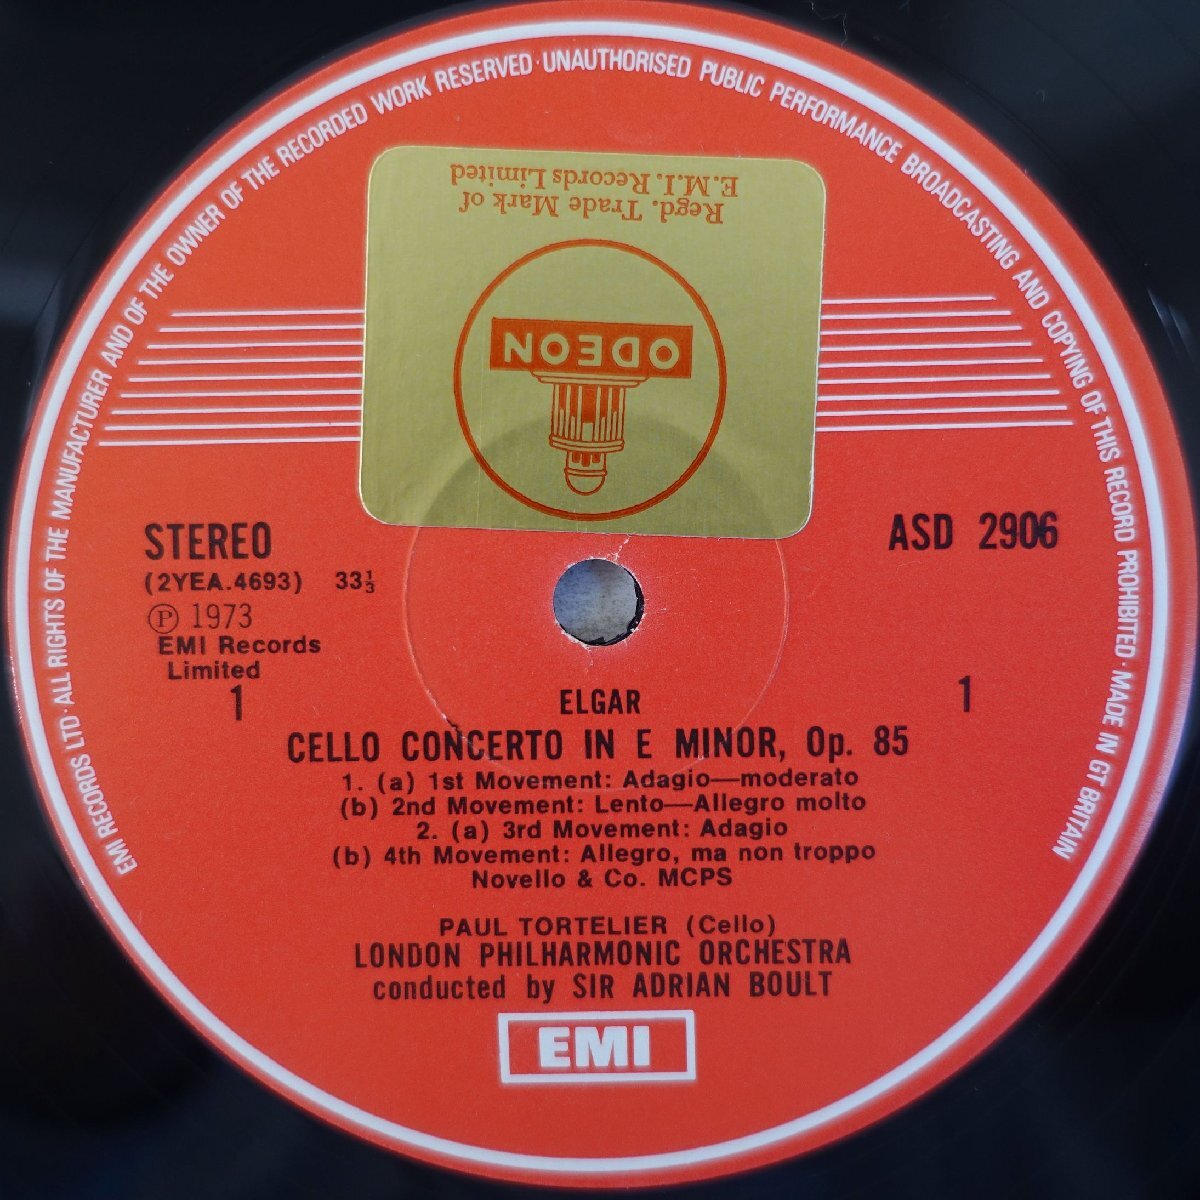 EMI RECORDS LTD · ALL RIGHTS OF THE MANUFACTURER AND OF THE OWNER OF THE RECORDED WORK RESERVED · UNAUTHORISED PUBLIC PERFORMANCE BROADCASTING AND COPYING OF THIS RECORD PROHIBITED · MADE IN GT BRITAIN
Regd. Trade Mark of
E.M.I. Records Limited
ODEON
STEREO
(2YEA.4693) 33⅓
Ⓟ 1973
EMI Records
Limited
1
ASD 2906
1
ELGAR
CELLO CONCERTO IN E MINOR, Op. 85
1. (a) 1st Movement: Adagio—moderato
(b) 2nd Movement: Lento—Allegro molto
2. (a) 3rd Movement: Adagio
(b) 4th Movement: Allegro, ma non troppo
Novello & Co. MCPS
PAUL TORTELIER (Cello)
LONDON PHILHARMONIC ORCHESTRA
conducted by SIR ADRIAN BOULT
EMI